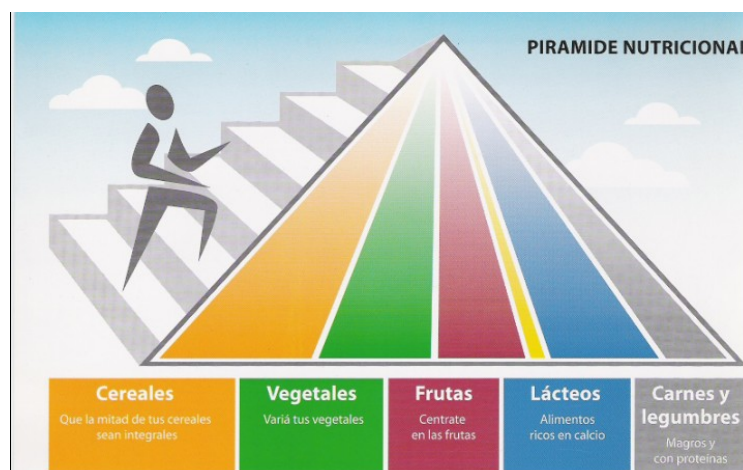 PIRAMIDE NUTRICIONAL
Cereales
Que la mitad de tus cereales
sean integrales
Vegetales
Variá tus vegetales
Frutas
Centrate
en las frutas
Lácteos
Alimentos
ricos en calcio
Carnes y
legumbres
Magros y
con proteínas